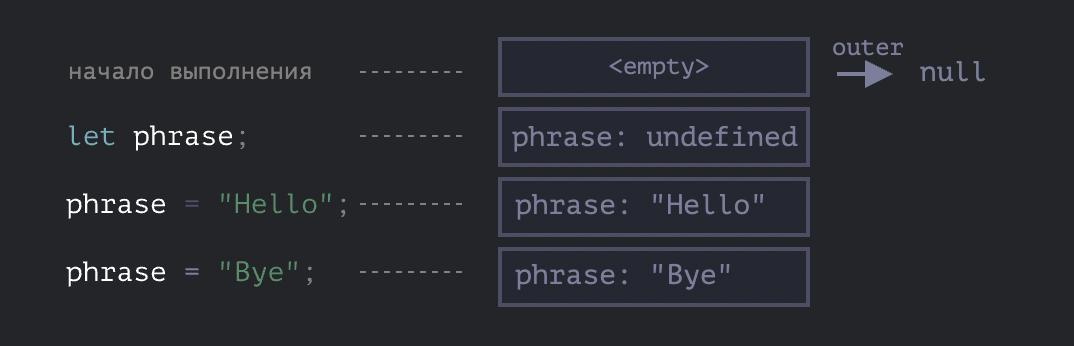 outer
начало выполнения --------- <empty> null
let phrase; --------- phrase: undefined
phrase = "Hello"; --------- phrase: "Hello"
phrase = "Bye"; --------- phrase: "Bye"